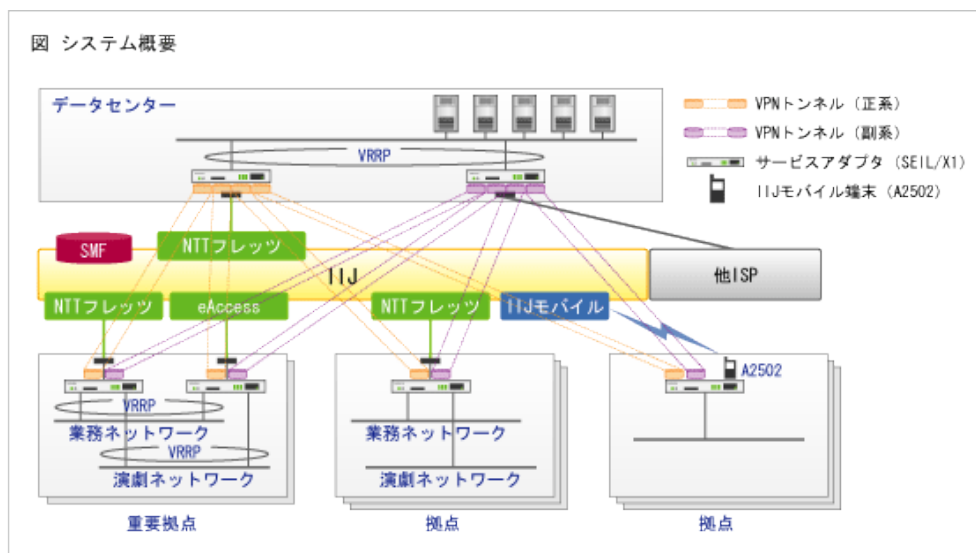 図 システム概要
データセンター
VPNトンネル（正系）
VPNトンネル（副系）
サービスアダプタ（SEIL/X1）
IIJモバイル端末（A2502）
VRRP
SMF
NTTフレッツ
IIJ
他ISP
NTTフレッツ
eAccess
NTTフレッツ
IIJモバイル
A2502
VRRP
業務ネットワーク
VRRP
演劇ネットワーク
業務ネットワーク
演劇ネットワーク
重要拠点
拠点
拠点